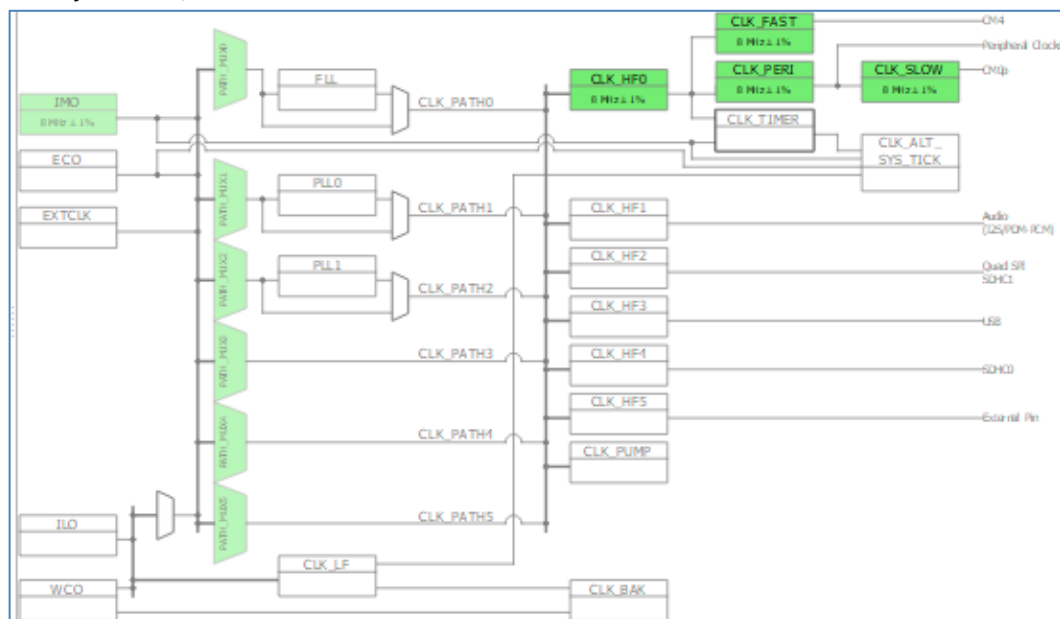 CLK_FAST
8 MHz ± 1%
CM4
Peripheral Clocks
PATH_MUX0
FLL
CLK_HF0
8 MHz ± 1%
CLK_PERI
8 MHz ± 1%
CLK_SLOW
8 MHz ± 1%
CM0p
IMO
8 MHz ± 1%
CLK_PATH0
CLK_TIMER
CLK_ALT_
SYS_TICK
ECO
PATH_MUX1
PLL0
EXTCLK
CLK_PATH1
CLK_HF1
Audio
(I2S/PDM-PCM)
PATH_MUX2
PLL1
CLK_HF2
Quad SPI
SDHC1
CLK_PATH2
CLK_HF3
USB
PATH_MUX3
CLK_PATH3
CLK_HF4
SDHC0
CLK_HF5
External Pin
PATH_MUX4
CLK_PATH4
CLK_PUMP
ILO
PATH_MUX5
CLK_PATH5
CLK_LF
WCO
CLK_BAK